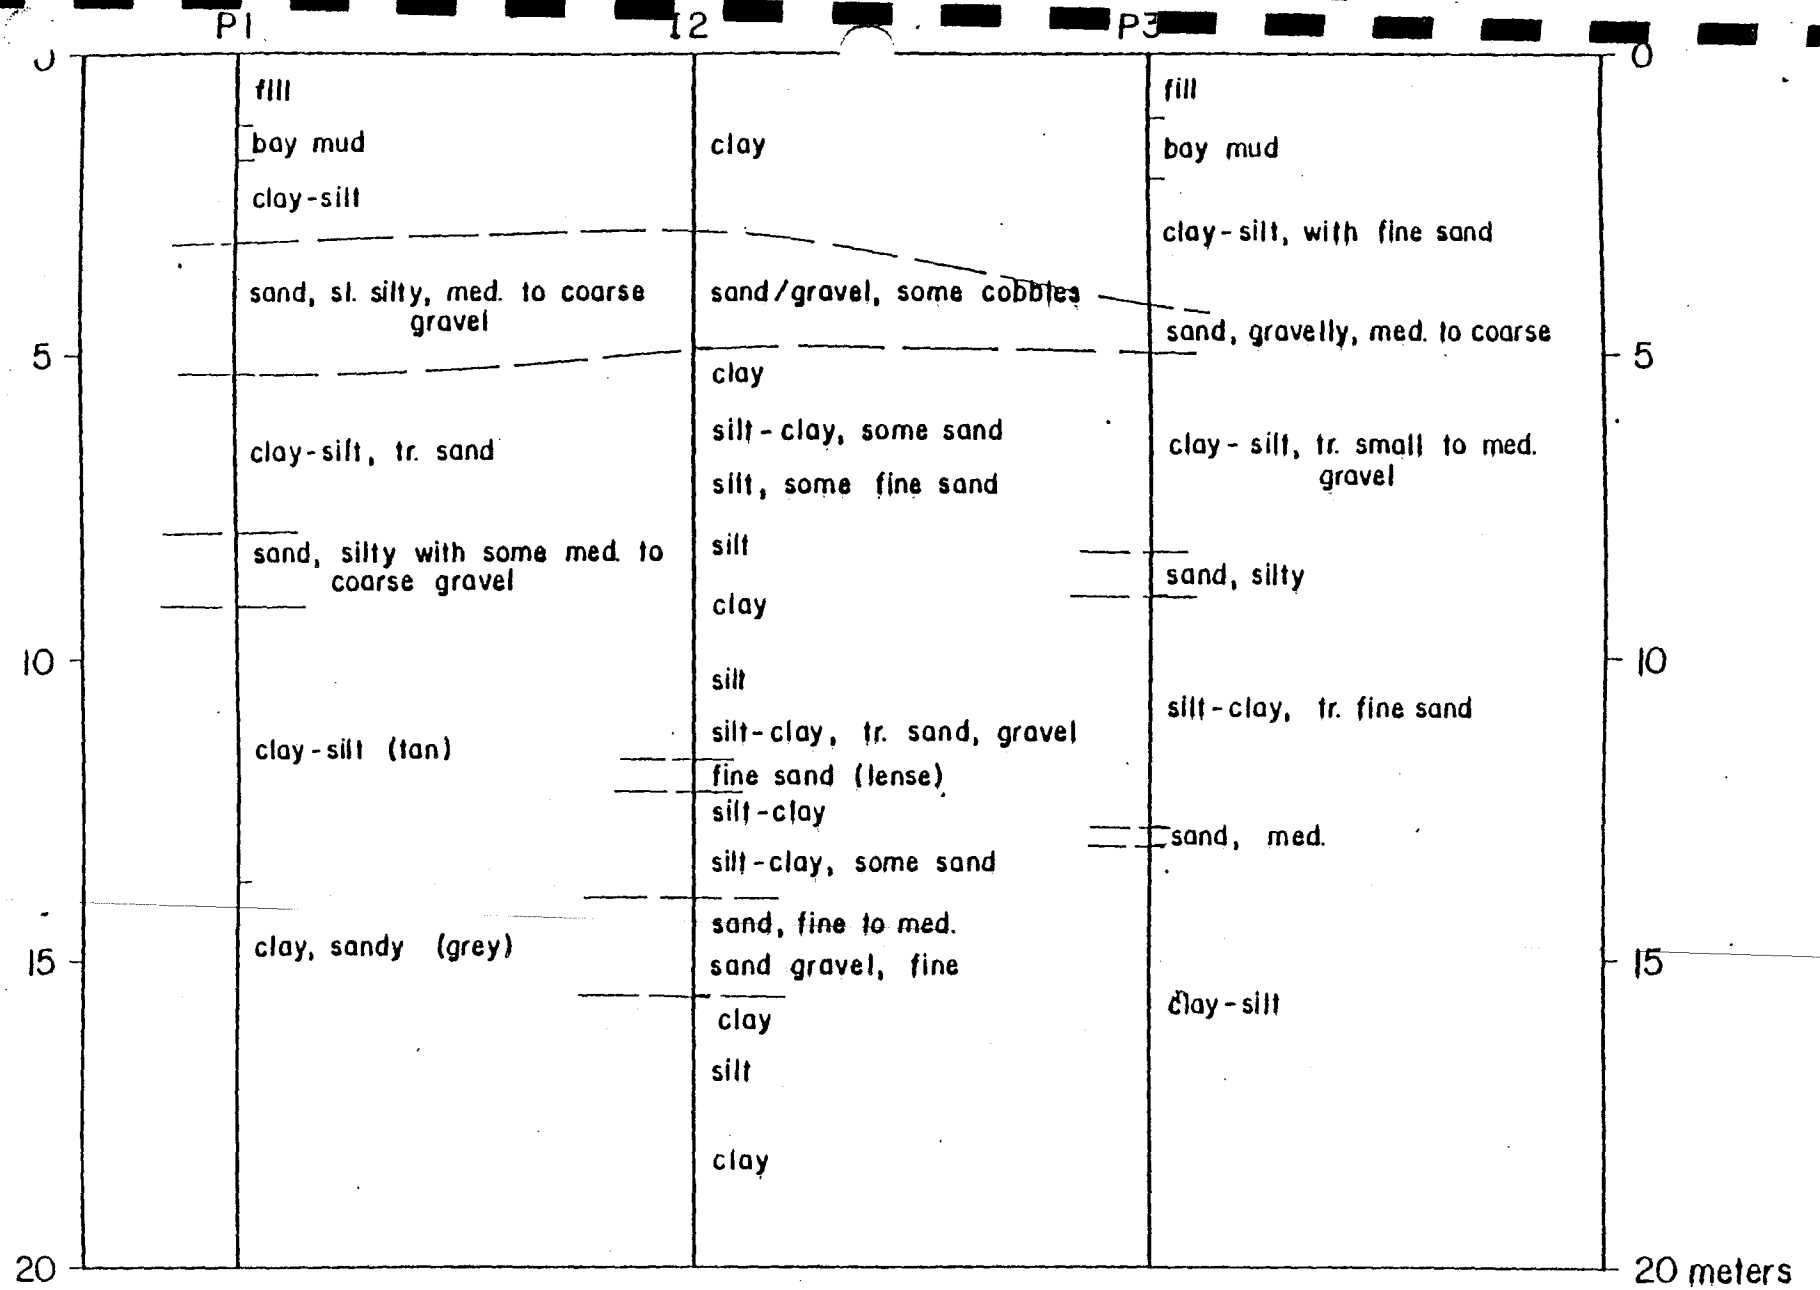 P1 I2 P3
0 0
fill
bay mud
clay-silt
sand, sl. silty, med. to coarse
gravel
clay-silt, tr. sand
sand, silty with some med. to
coarse gravel
clay-silt (tan)
clay, sandy (grey)
clay
sand/gravel, some cobbles
clay
silt-clay, some sand
silt, some fine sand
silt
clay
silt
silt-clay, tr. sand, gravel
fine sand (lense)
silt-clay
silt-clay, some sand
sand, fine to med.
sand gravel, fine
clay
silt
clay
fill
bay mud
clay-silt, with fine sand
sand, gravelly, med. to coarse
clay-silt, tr. small to med.
gravel
sand, silty
silt-clay, tr. fine sand
sand, med.
clay-silt
5 5
10 10
15 15
20 20 meters